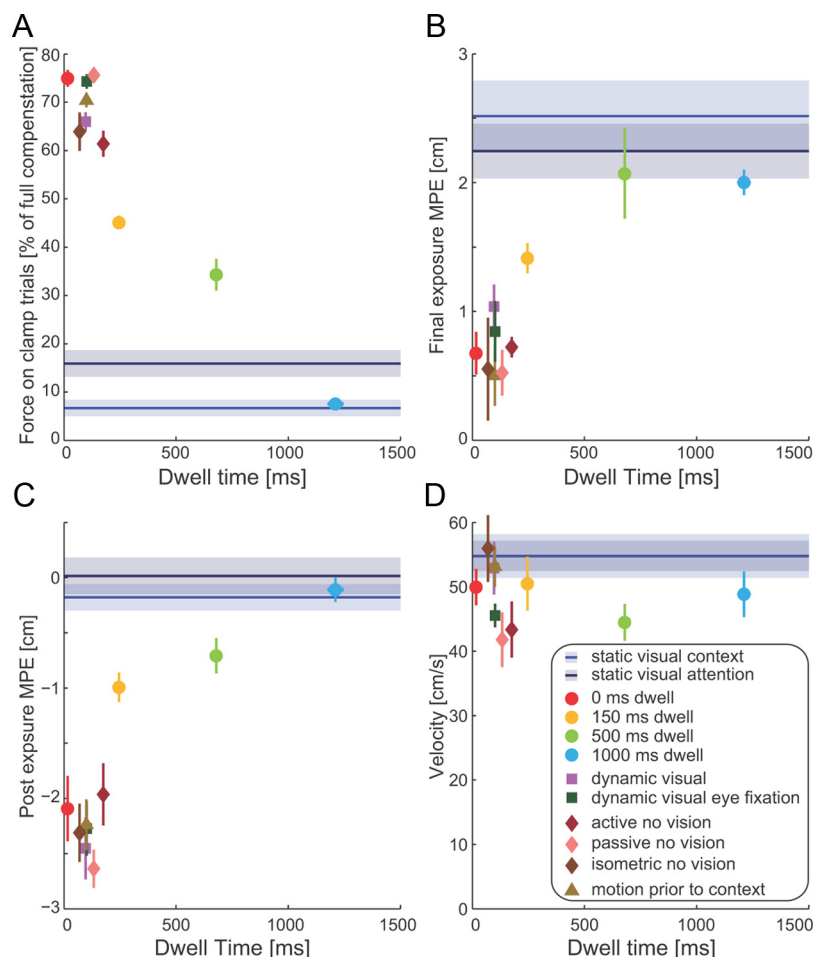 A
Force on clamp trials [% of full compenstation]
80
70
60
50
40
30
20
10
0
0
500
1000
1500
Dwell time [ms]
B
Final exposure MPE [cm]
3
2
1
0
0
500
1000
1500
Dwell Time [ms]
C
Post expsure MPE [cm]
0
−1
−2
−3
0
500
1000
1500
Dwell Time [ms]
D
Velocity [cm/s]
60
50
40
30
20
10
0
0
500
1000
1500
Dwell time [ms]
static visual context
static visual attention
0 ms dwell
150 ms dwell
500 ms dwell
1000 ms dwell
dynamic visual
dynamic visual eye fixation
active no vision
passive no vision
isometric no vision
motion prior to context